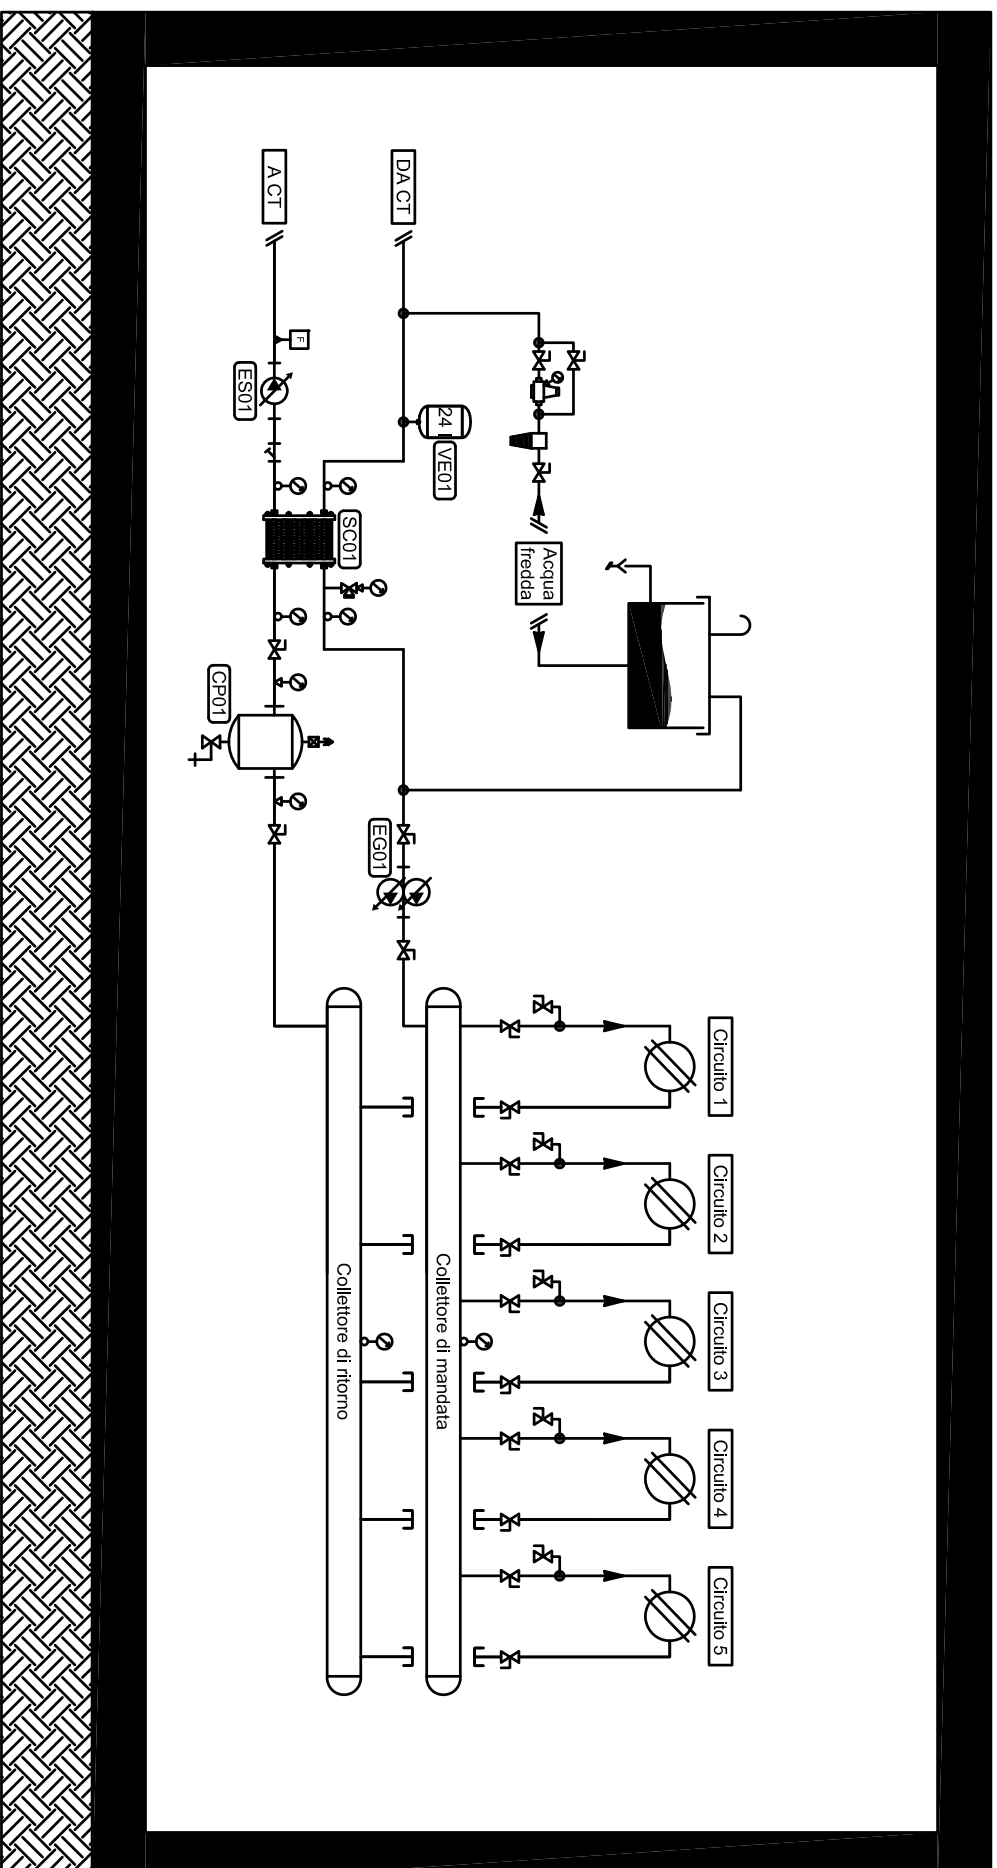 Circuito 1
Circuito 2
Circuito 3
Circuito 4
Circuito 5
Acqua
fredda
DA CT
24 l
VE01
SC01
EG01
Collettore di mandata
A CT
F
ES01
CP01
Collettore di ritorno